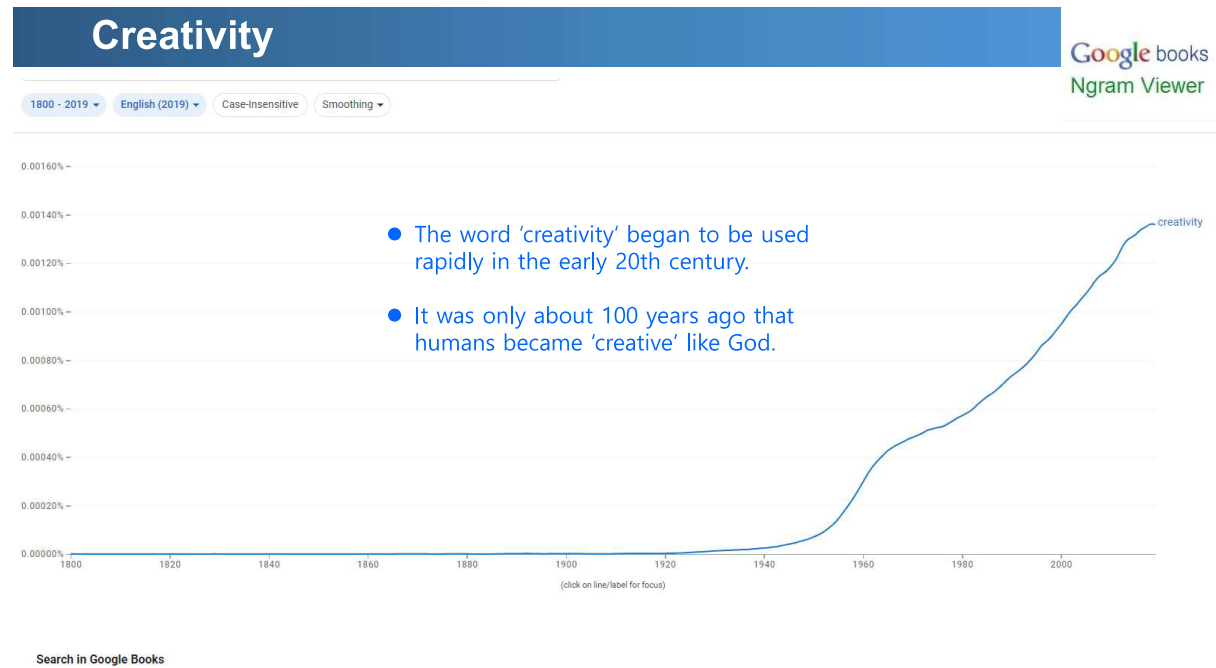 Creativity
Google books
Ngram Viewer
1800 - 2019
English (2019)
Case-Insensitive
Smoothing
0.00160%
0.00140%
creativity
● The word ‘creativity‘ began to be used
rapidly in the early 20th century.
0.00120%
● It was only about 100 years ago that
humans became ‘creative’ like God.
0.00100%
0.00080%
0.00060%
0.00040%
0.00020%
0.00000%
1800 1820 1840 1860 1880 1900 1920 1940 1960 1980 2000
(click on line/label for focus)
Search in Google Books